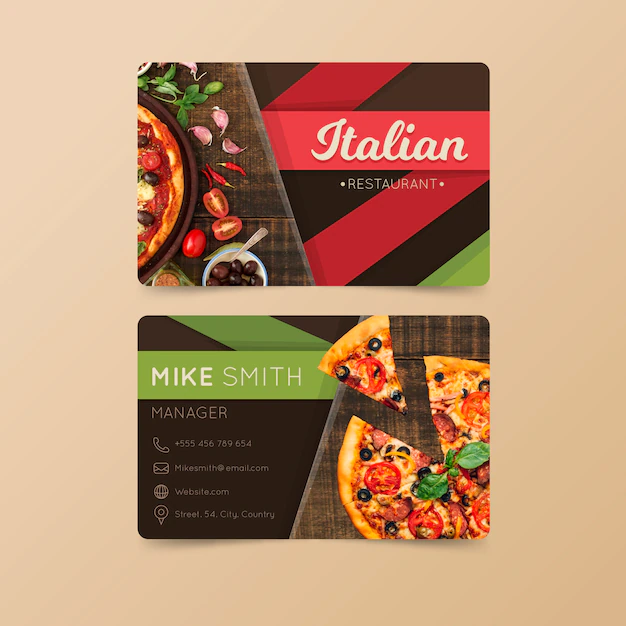 Italian
•RESTAURANT•
MIKE SMITH
MANAGER
+555 456 789 654
Mikesmith@email.com
Website.com
Street. 54. City, Country